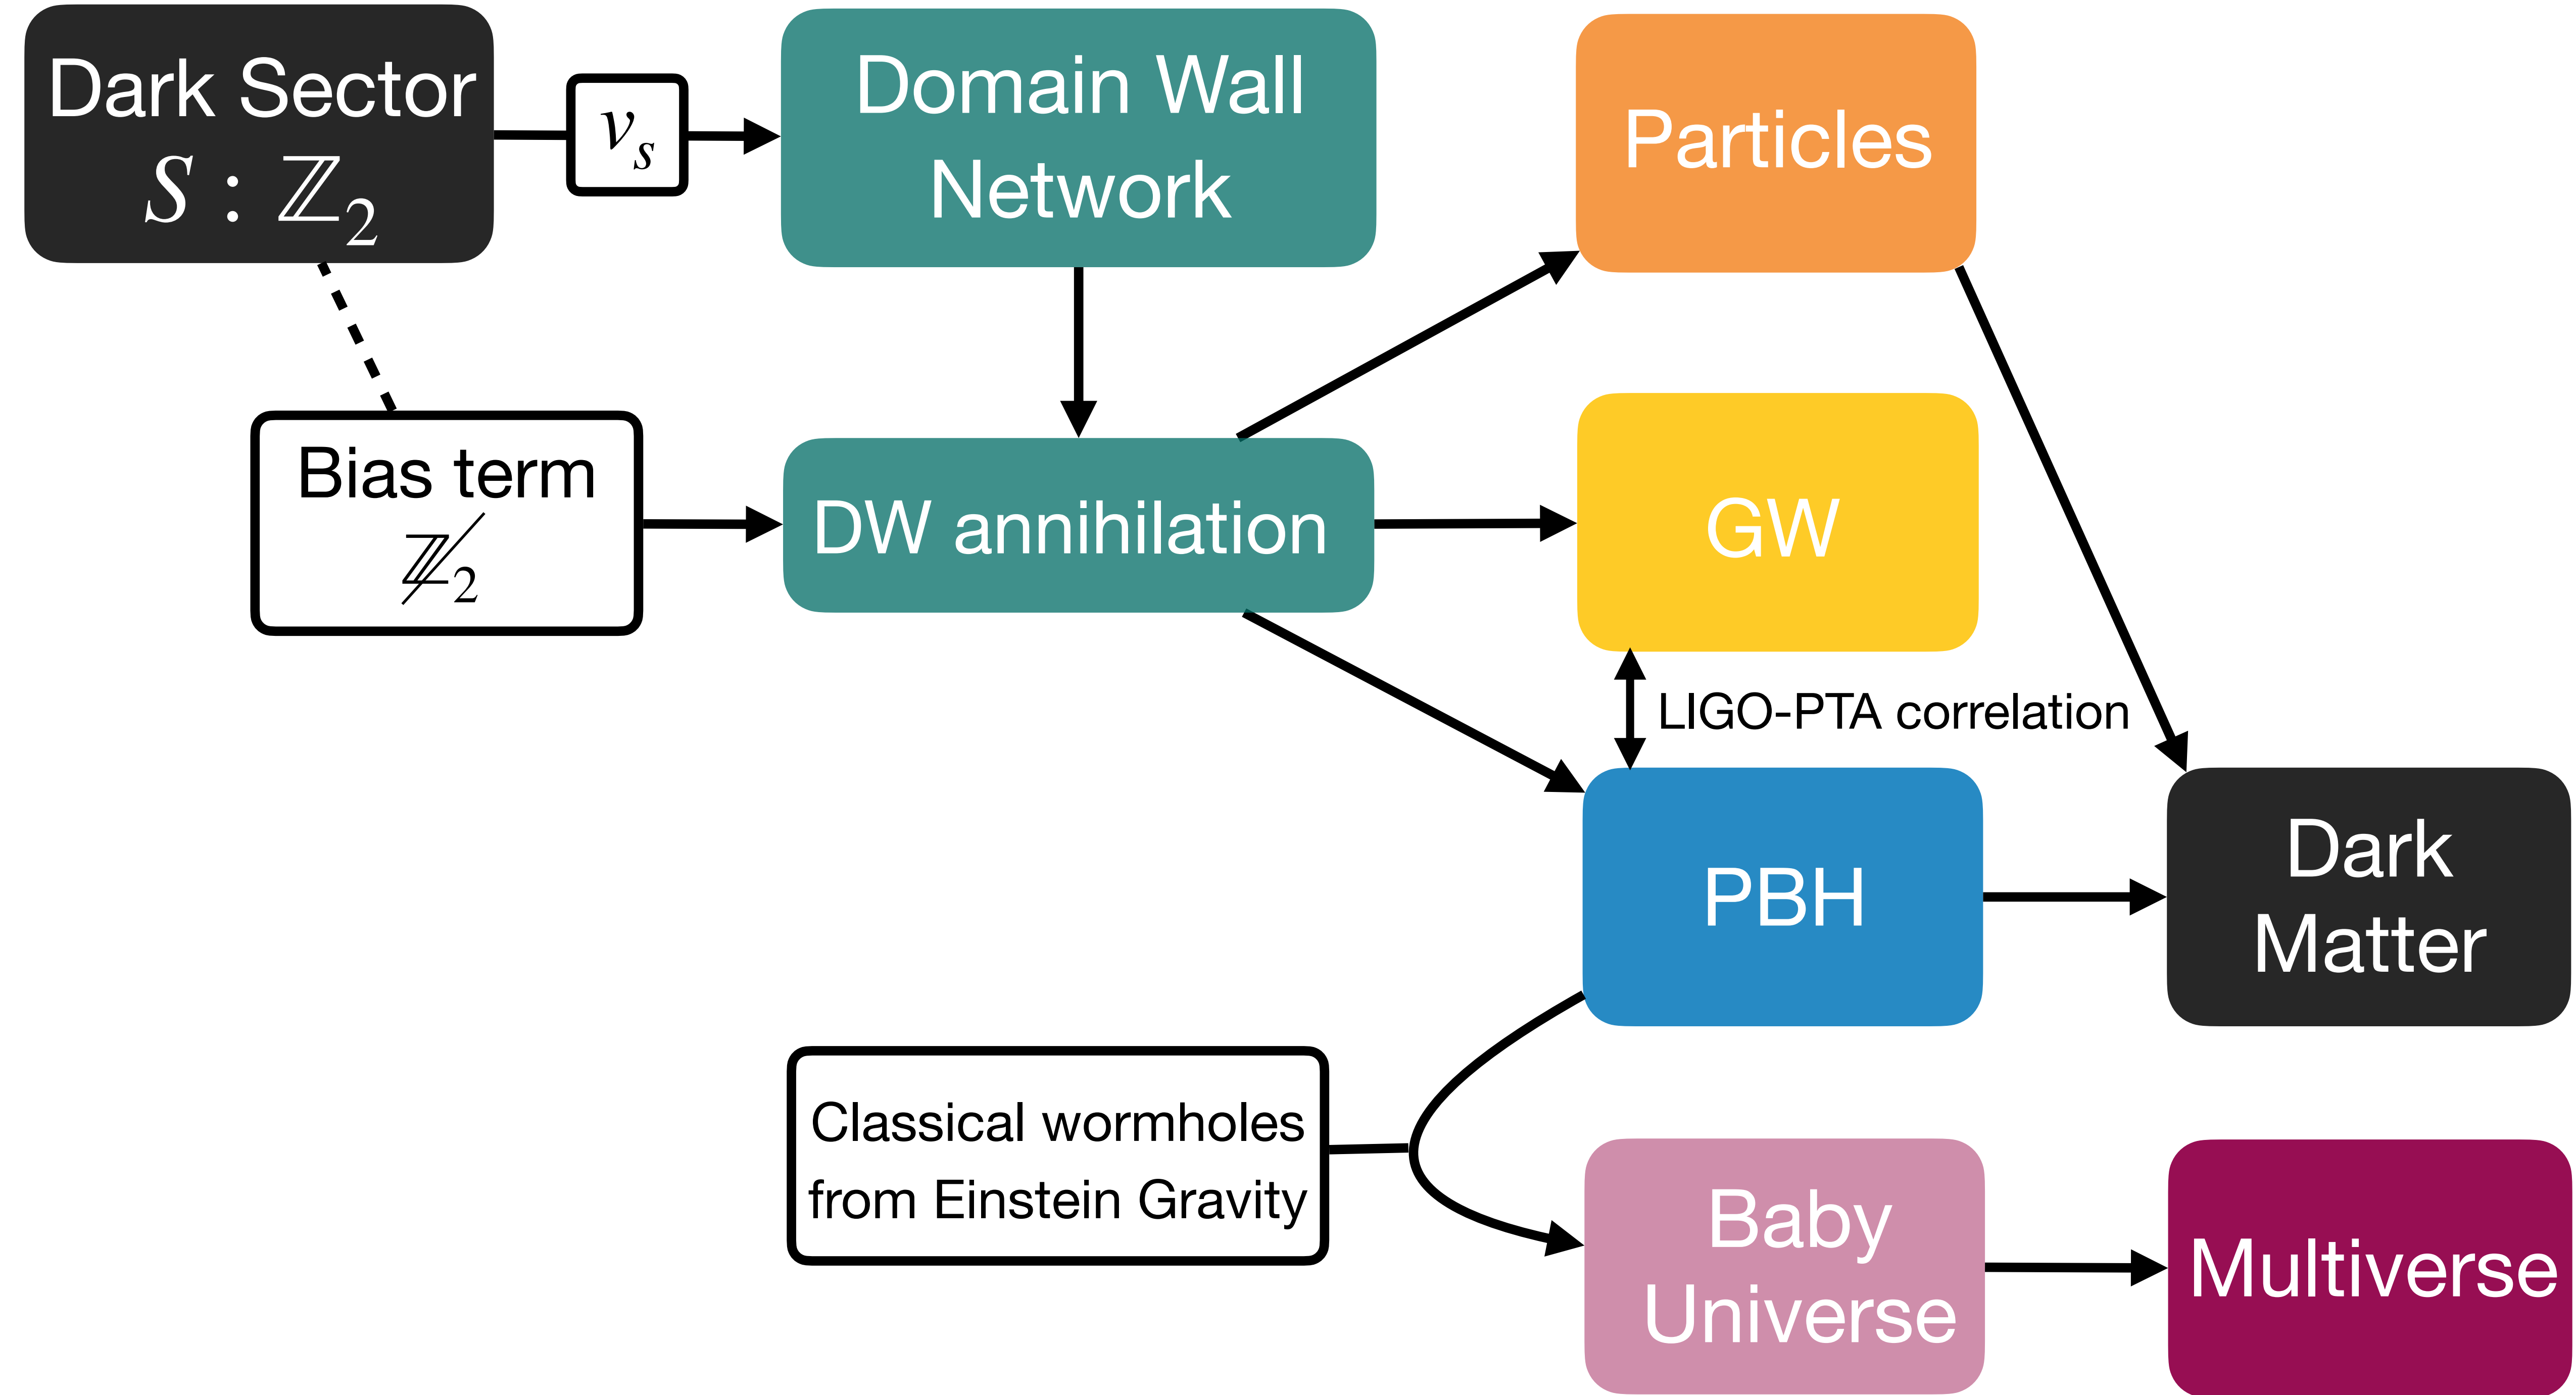 Dark Sector
S : ℤ₂
vₛ
Domain Wall
Network
Particles
Bias term
ℤ̸₂
DW annihilation
GW
LIGO-PTA correlation
PBH
Dark
Matter
Classical wormholes
from Einstein Gravity
Baby
Universe
Multiverse